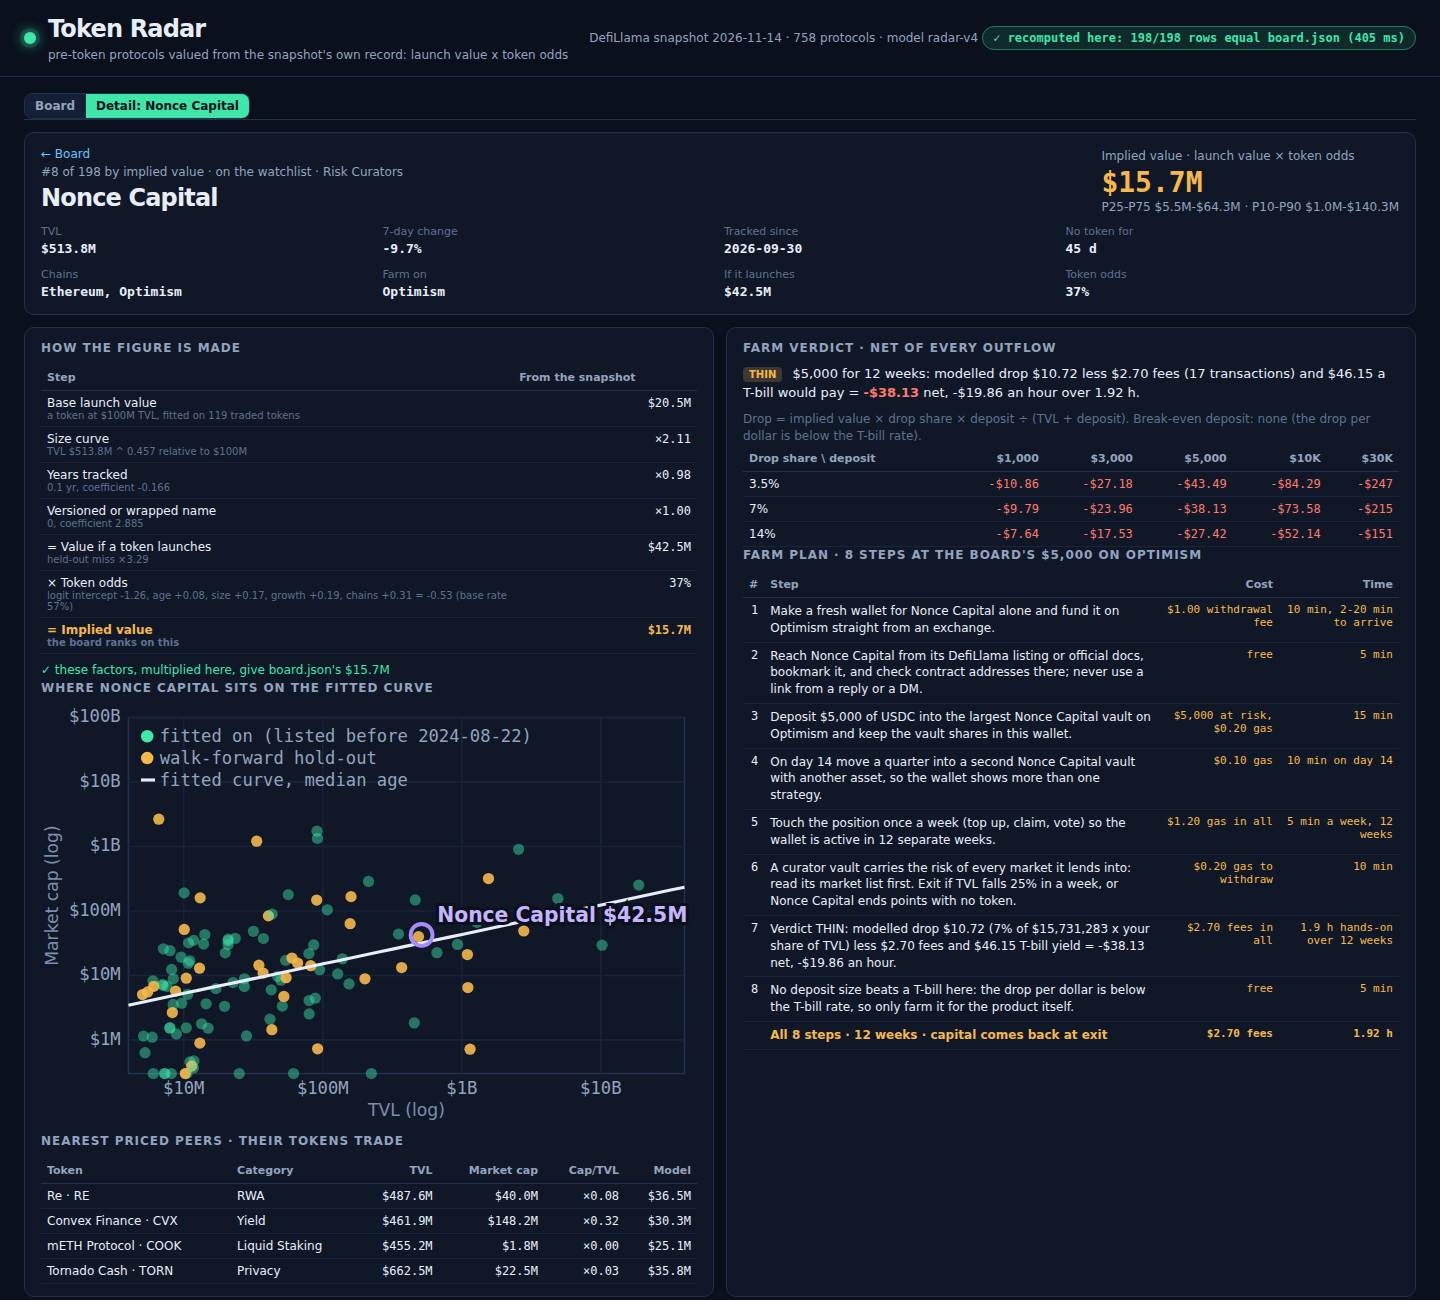 Token Radar
pre-token protocols valued from the snapshot's own record: launch value x token odds
DefiLlama snapshot 2026-11-14 · 758 protocols · model radar-v4
✓ recomputed here: 198/198 rows equal board.json (405 ms)
Board
Detail: Nonce Capital
← Board
#8 of 198 by implied value · on the watchlist · Risk Curators
Nonce Capital
Implied value · launch value × token odds
$15.7M
P25-P75 $5.5M-$64.3M · P10-P90 $1.0M-$140.3M
TVL
$513.8M
7-day change
-9.7%
Tracked since
2026-09-30
No token for
45 d
Chains
Ethereum, Optimism
Farm on
Optimism
If it launches
$42.5M
Token odds
37%
HOW THE FIGURE IS MADE
Step From the snapshot
Base launch value $20.5M
a token at $100M TVL, fitted on 119 traded tokens
Size curve ×2.11
TVL $513.8M ^ 0.457 relative to $100M
Years tracked ×0.98
0.1 yr, coefficient -0.166
Versioned or wrapped name ×1.00
0, coefficient 2.885
= Value if a token launches $42.5M
held-out miss ×3.29
× Token odds 37%
logit intercept -1.26, age +0.08, size +0.17, growth +0.19, chains +0.31 = -0.53 (base rate
57%)
= Implied value $15.7M
the board ranks on this
✓ these factors, multiplied here, give board.json's $15.7M
WHERE NONCE CAPITAL SITS ON THE FITTED CURVE
fitted on (listed before 2024-08-22)
walk-forward hold-out
fitted curve, median age
$100B
$10B
$1B
$100M
$10M
$1M
Market cap (log)
Nonce Capital $42.5M
$10M $100M $1B $10B
TVL (log)
NEAREST PRICED PEERS · THEIR TOKENS TRADE
Token Category TVL Market cap Cap/TVL Model
Re · RE RWA $487.6M $40.0M ×0.08 $36.5M
Convex Finance · CVX Yield $461.9M $148.2M ×0.32 $30.3M
mETH Protocol · COOK Liquid Staking $455.2M $1.8M ×0.00 $25.1M
Tornado Cash · TORN Privacy $662.5M $22.5M ×0.03 $35.8M
FARM VERDICT · NET OF EVERY OUTFLOW
THIN $5,000 for 12 weeks: modelled drop $10.72 less $2.70 fees (17 transactions) and $46.15 a
T-bill would pay = -$38.13 net, -$19.86 an hour over 1.92 h.
Drop = implied value × drop share × deposit ÷ (TVL + deposit). Break-even deposit: none (the drop per
dollar is below the T-bill rate).
Drop share \ deposit $1,000 $3,000 $5,000 $10K $30K
3.5% -$10.86 -$27.18 -$43.49 -$84.29 -$247
7% -$9.79 -$23.96 -$38.13 -$73.58 -$215
14% -$7.64 -$17.53 -$27.42 -$52.14 -$151
FARM PLAN · 8 STEPS AT THE BOARD'S $5,000 ON OPTIMISM
# Step Cost Time
1 Make a fresh wallet for Nonce Capital alone and fund it on $1.00 withdrawal 10 min, 2-20 min
Optimism straight from an exchange. fee to arrive
2 Reach Nonce Capital from its DefiLlama listing or official docs, free 5 min
bookmark it, and check contract addresses there; never use a
link from a reply or a DM.
3 Deposit $5,000 of USDC into the largest Nonce Capital vault on $5,000 at risk, 15 min
Optimism and keep the vault shares in this wallet. $0.20 gas
4 On day 14 move a quarter into a second Nonce Capital vault $0.10 gas 10 min on day 14
with another asset, so the wallet shows more than one
strategy.
5 Touch the position once a week (top up, claim, vote) so the $1.20 gas in all 5 min a week, 12
wallet is active in 12 separate weeks. weeks
6 A curator vault carries the risk of every market it lends into: $0.20 gas to 10 min
read its market list first. Exit if TVL falls 25% in a week, or withdraw
Nonce Capital ends points with no token.
7 Verdict THIN: modelled drop $10.72 (7% of $15,731,283 x your $2.70 fees in 1.9 h hands-on
share of TVL) less $2.70 fees and $46.15 T-bill yield = -$38.13 all over 12 weeks
net, -$19.86 an hour.
8 No deposit size beats a T-bill here: the drop per dollar is below free 5 min
the T-bill rate, so only farm it for the product itself.
All 8 steps · 12 weeks · capital comes back at exit $2.70 fees 1.92 h